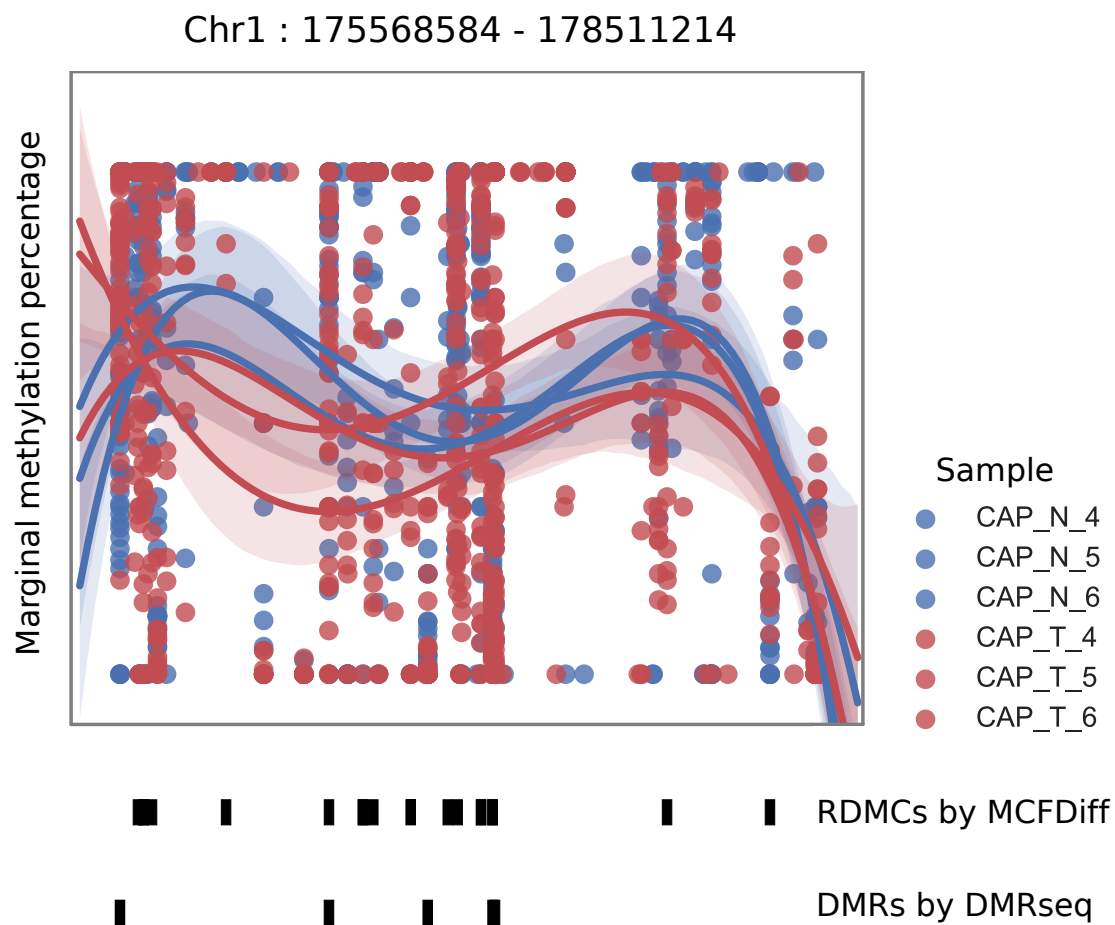 Chr1 : 175568584 - 178511214
Marginal methylation percentage
Sample
CAP_N_4
CAP_N_5
CAP_N_6
CAP_T_4
CAP_T_5
CAP_T_6
RDMCs by MCFDiff
DMRs by DMRseq